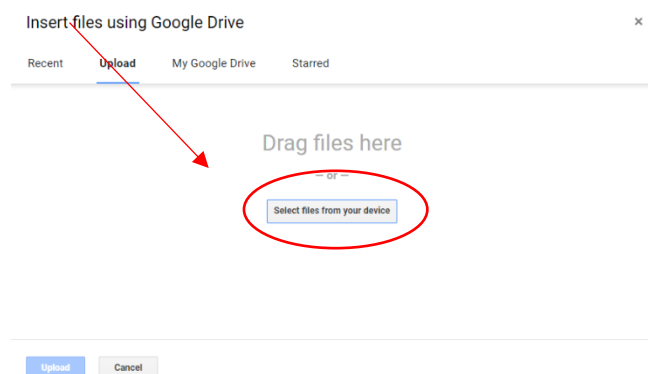 Insert files using Google Drive ×
Recent Upload My Google Drive Starred
Drag files here
— or —
Select files from your device
Upload Cancel